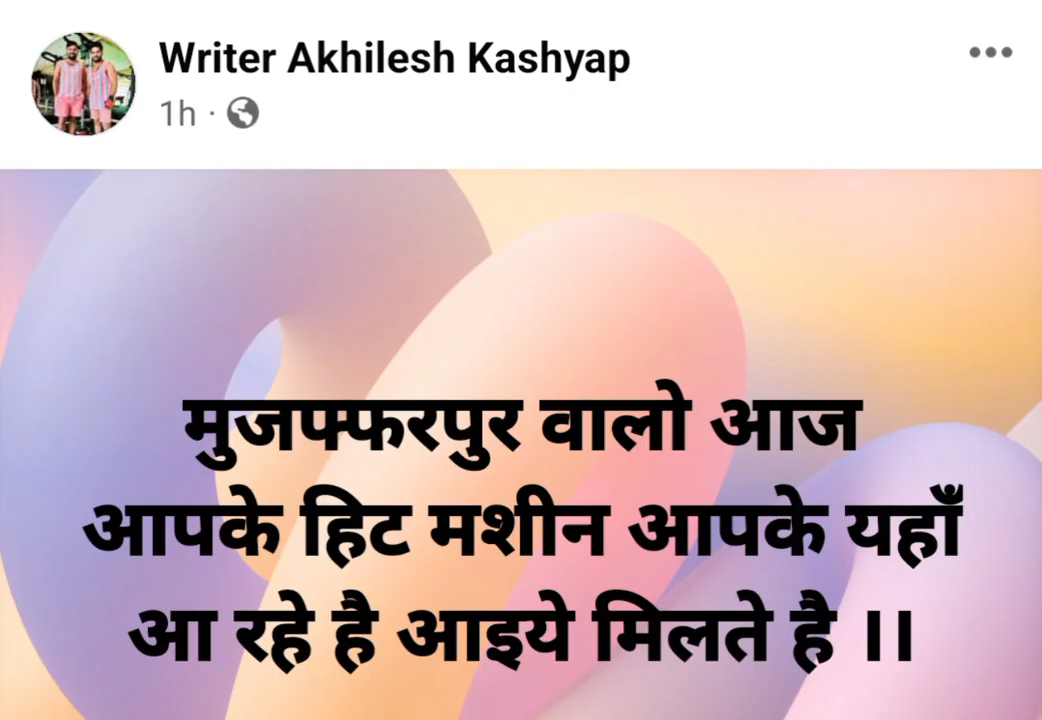 Writer Akhilesh Kashyap
1h ·
मुजफ्फरपुर वालो आज
आपके हिट मशीन आपके यहाँ
आ रहे है आइये मिलते है ।।